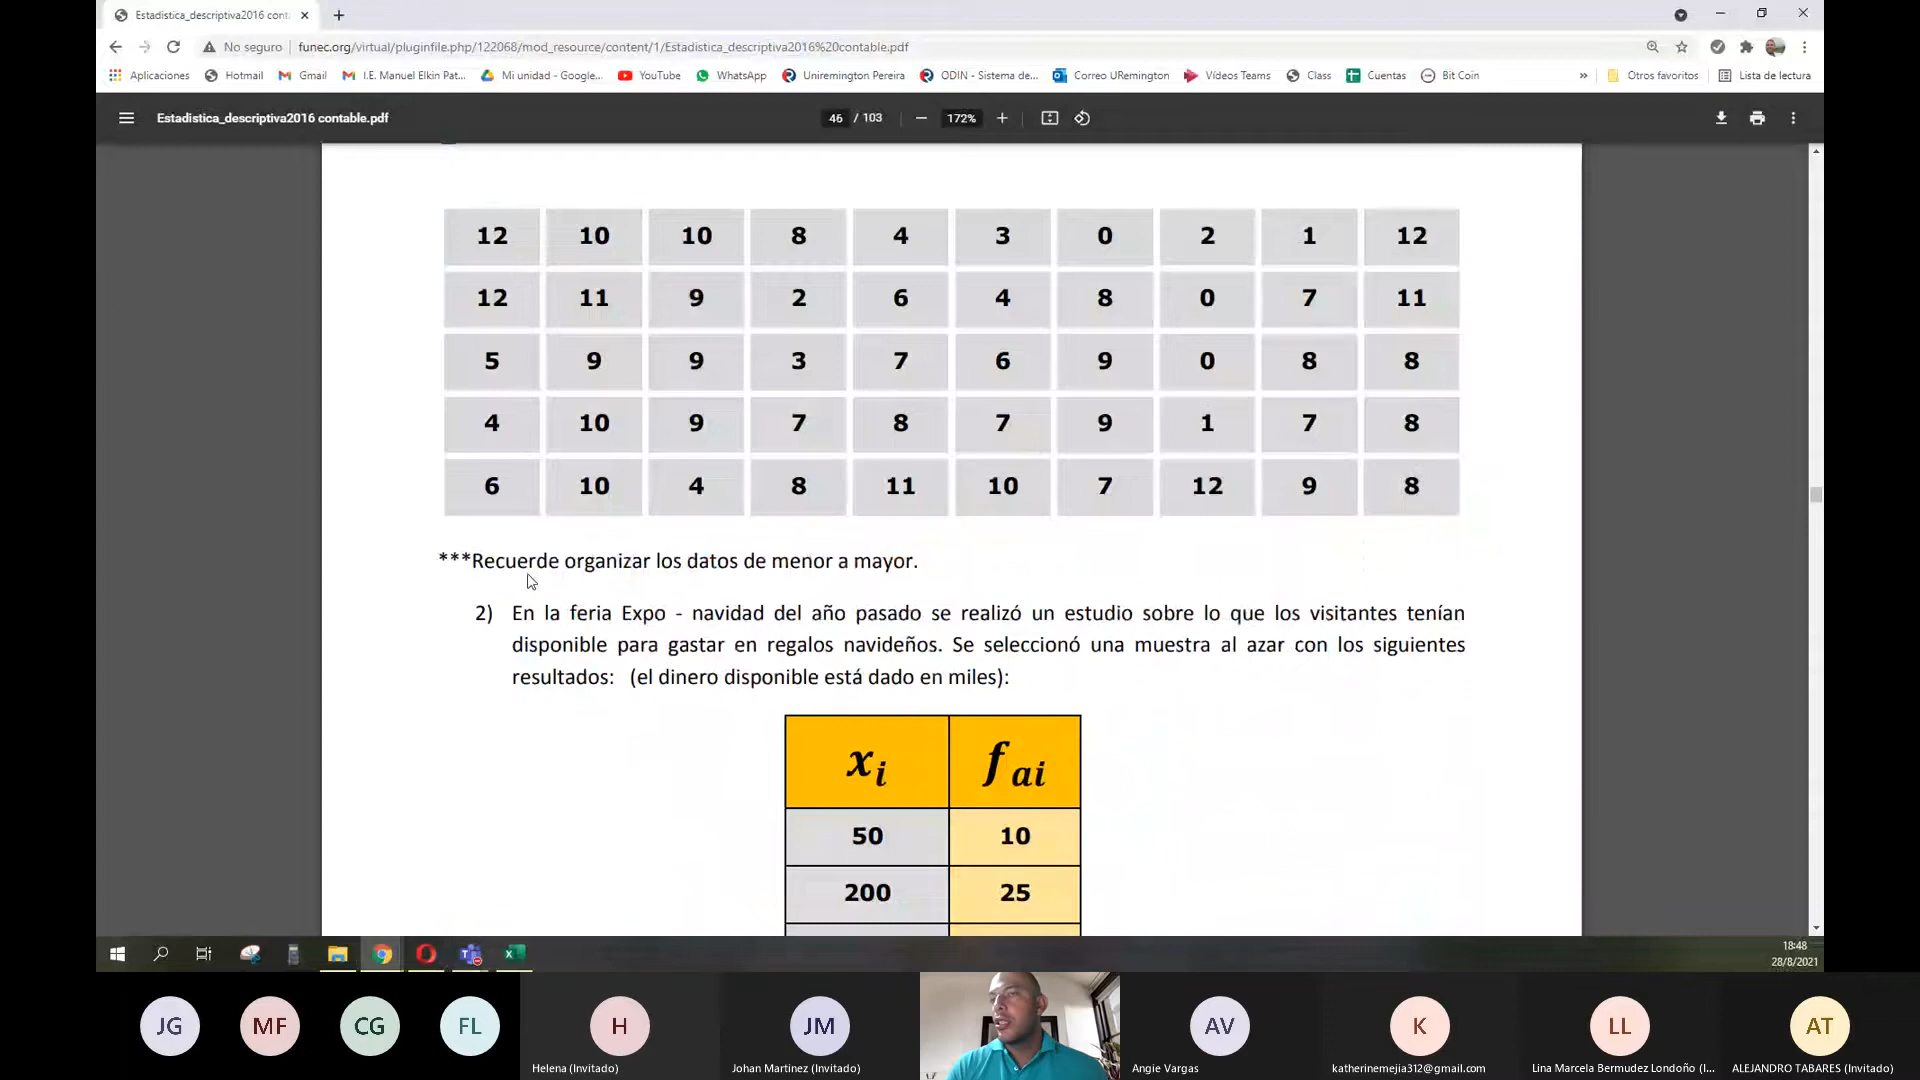 Estadistica_descriptiva2016 cont
No seguro
funec.org/virtual/pluginfile.php/122068/mod_resource/content/1/Estadistica_descriptiva2016%20contable.pdf
Aplicaciones Hotmail Gmail I.E. Manuel Elkin Pat... Mi unidad - Google... YouTube WhatsApp Uniremington Pereira ODIN - Sistema de... Correo URemington Vídeos Teams Class Cuentas Bit Coin » Otros favoritos Lista de lectura
Estadistica_descriptiva2016 contable.pdf 46 / 103 172%
12 10 10 8 4 3 0 2 1 12
12 11 9 2 6 4 8 0 7 11
5 9 9 3 7 6 9 0 8 8
4 10 9 7 8 7 9 1 7 8
6 10 4 8 11 10 7 12 9 8
***Recuerde organizar los datos de menor a mayor.
2) En la feria Expo - navidad del año pasado se realizó un estudio sobre lo que los visitantes tenían
disponible para gastar en regalos navideños. Se seleccionó una muestra al azar con los siguientes
resultados: (el dinero disponible está dado en miles):
xi fai
50 10
200 25
18:48
28/8/2021
JG MF CG FL H JM AV K LL AT
Helena (Invitado) Johan Martinez (Invitado) Angie Vargas katherinemejia312@gmail.com Lina Marcela Bermudez Londoño (I... ALEJANDRO TABARES (Invitado)